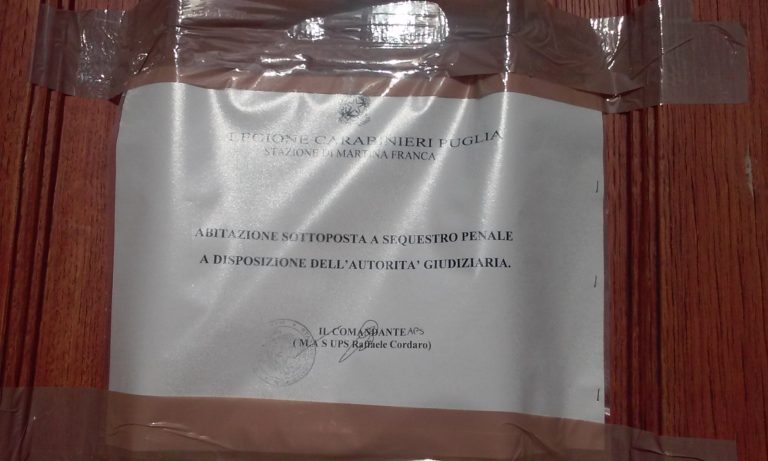 LEGIONE CARABINIERI PUGLIA
STAZIONE DI MARTINA FRANCA
ABITAZIONE SOTTOPOSTA A SEQUESTRO PENALE
A DISPOSIZIONE DELL'AUTORITA' GIUDIZIARIA.
IL COMANDANTE APS
( M.A S UPS Raffaele Cordaro)